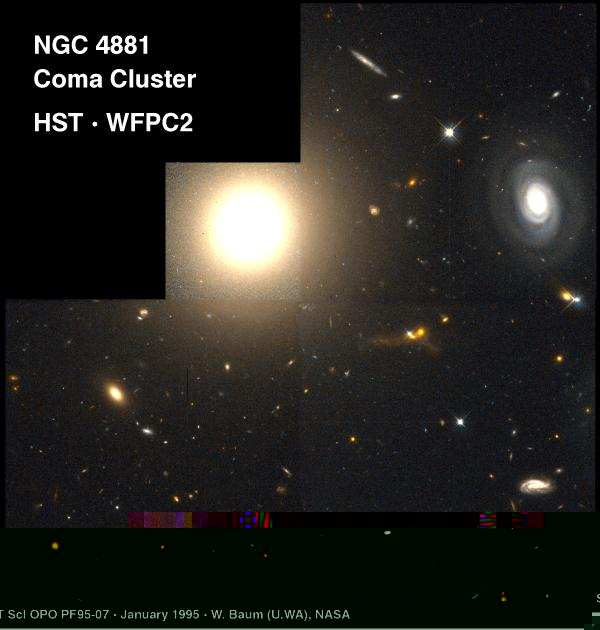 NGC 4881
Coma Cluster
HST · WFPC2
T ScI OPO PF95-07 · January 1995 · W. Baum (U.WA), NASA
S